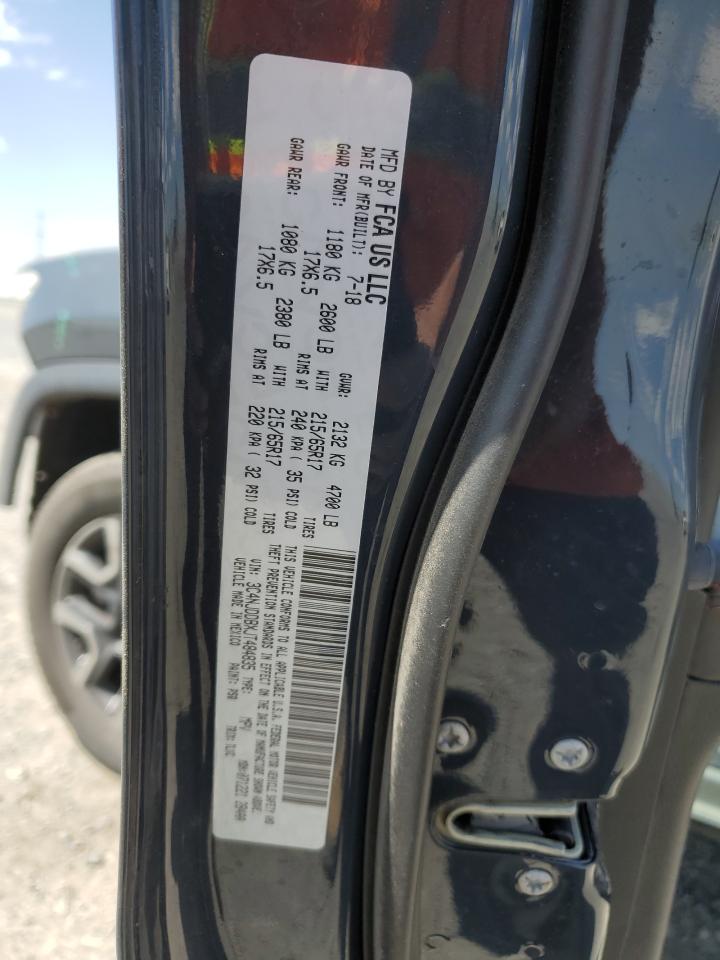 MFD BY FCA US LLC
DATE OF MFR(BUILT): 7-18 GVWR: 2132 KG 4700 LB
GAWR FRONT: 1180 KG 2600 LB WITH 215/65R17 TIRES
17X6.5 RIMS AT 240 KPA ( 35 PSI) COLD
GAWR REAR: 1080 KG 2380 LB WITH 215/65R17 TIRES
17X6.5 RIMS AT 220 KPA ( 32 PSI) COLD
THIS VEHICLE CONFORMS TO ALL APPLICABLE U.S.A. FEDERAL MOTOR VEHICLE SAFETY AND
THEFT PREVENTION STANDARDS IN EFFECT ON THE DATE OF MANUFACTURE SHOWN ABOVE.
VIN: 3C4NJDDBXJT484835 TYPE: MPV
VEHICLE MADE IN MEXICO PAINT: PSB TRIM: